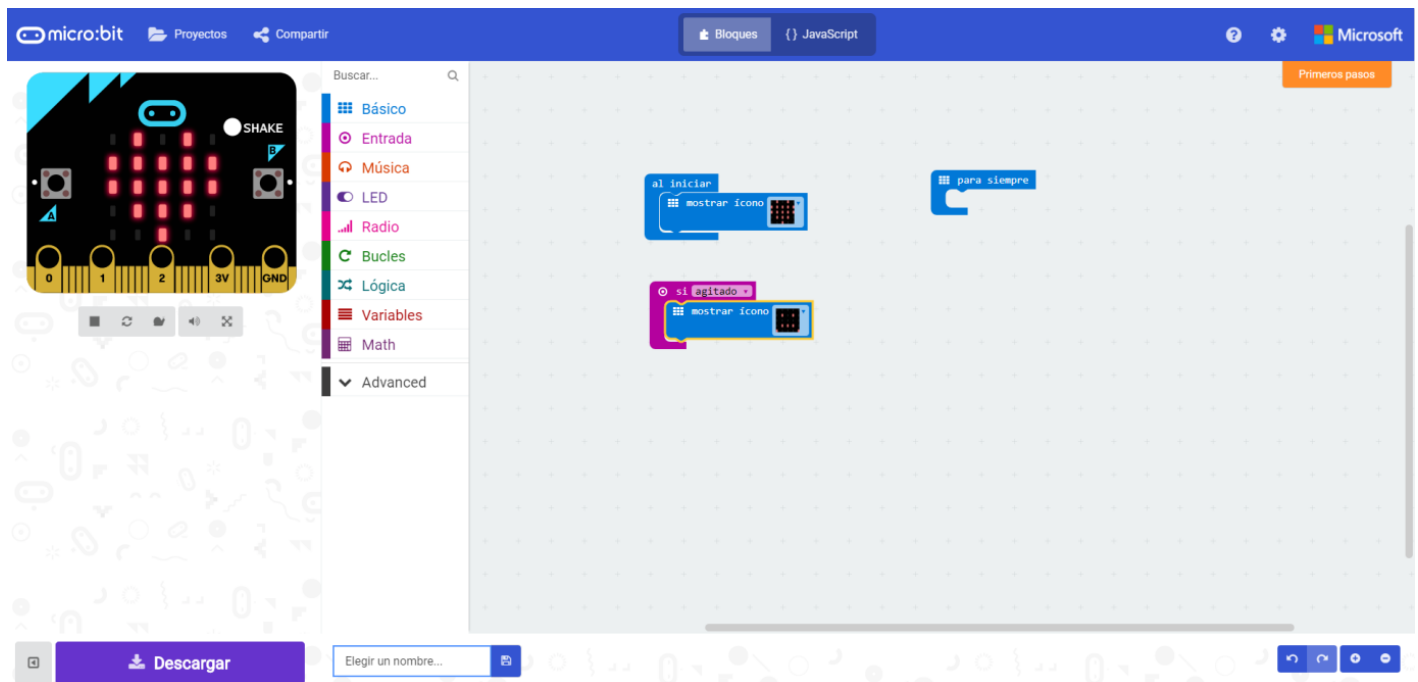 micro:bit Proyectos Compartir Bloques {} JavaScript ? Microsoft
Buscar...
Primeros pasos
SHAKE
B
A
0 1 2 3V GND
Básico
Entrada
Música
LED
Radio
Bucles
Lógica
Variables
Math
Advanced
al iniciar
mostrar ícono
para siempre
si agitado
mostrar ícono
Descargar
Elegir un nombre...